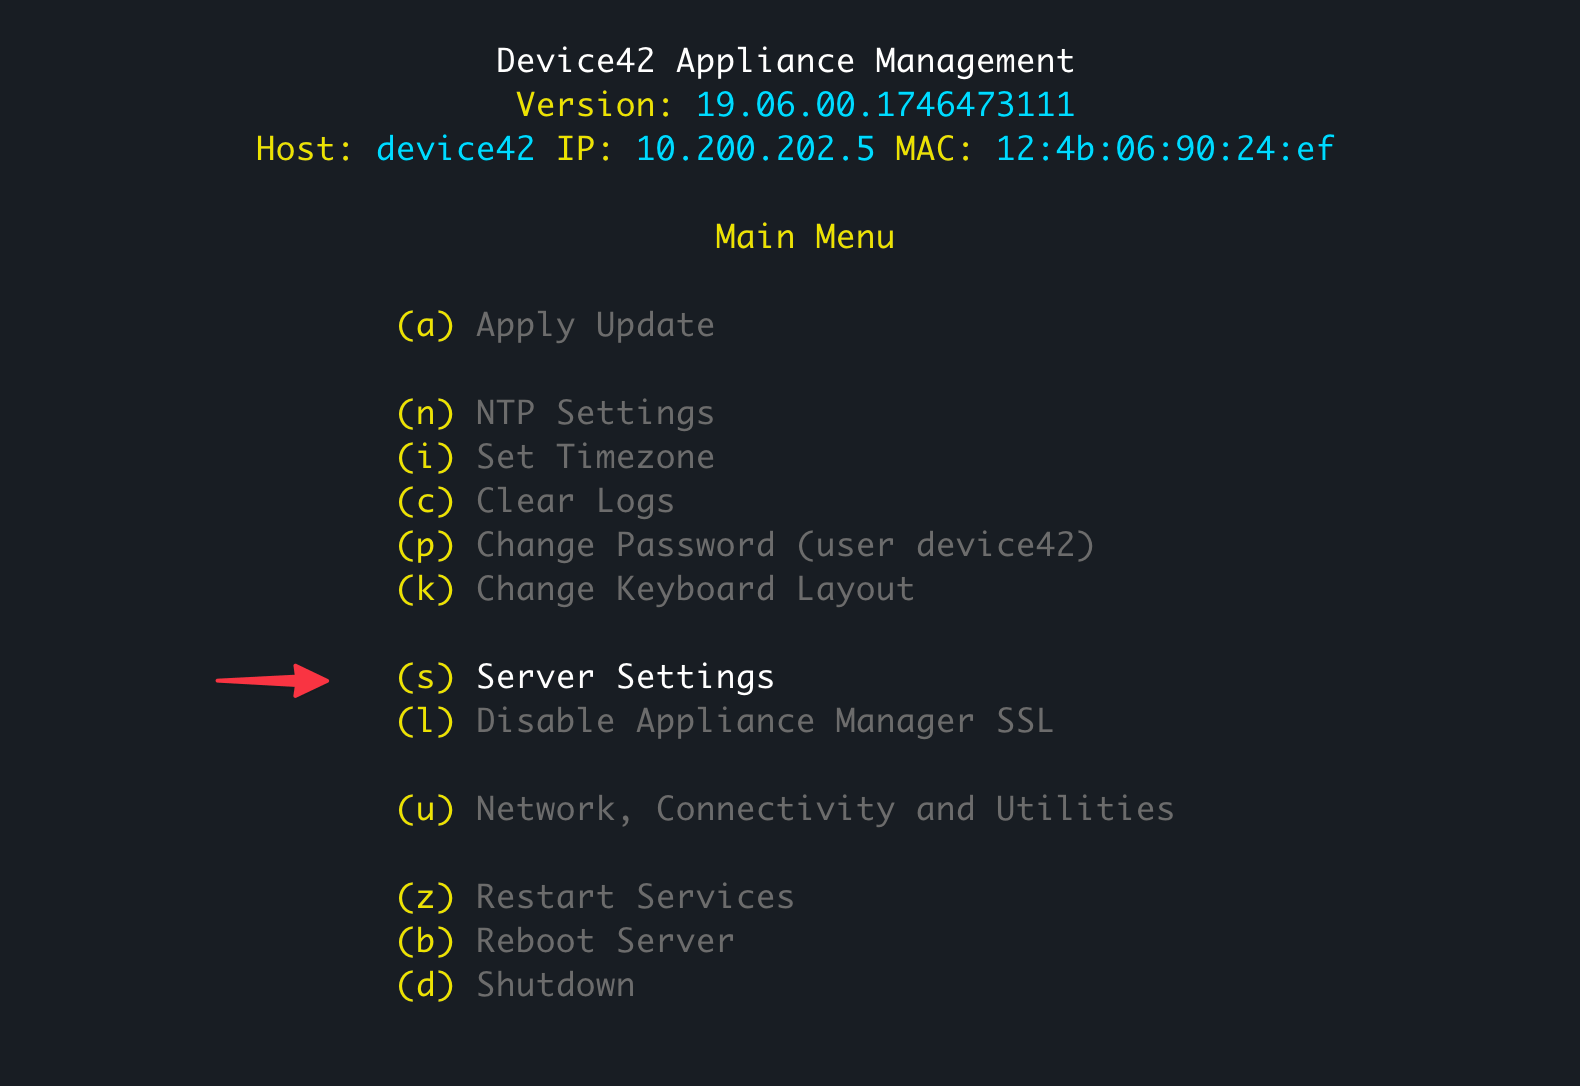 Device42 Appliance Management
Version: 19.06.00.1746473111
Host: device42 IP: 10.200.202.5 MAC: 12:4b:06:90:24:ef
Main Menu
(a) Apply Update
(n) NTP Settings
(i) Set Timezone
(c) Clear Logs
(p) Change Password (user device42)
(k) Change Keyboard Layout
(s) Server Settings
(l) Disable Appliance Manager SSL
(u) Network, Connectivity and Utilities
(z) Restart Services
(b) Reboot Server
(d) Shutdown